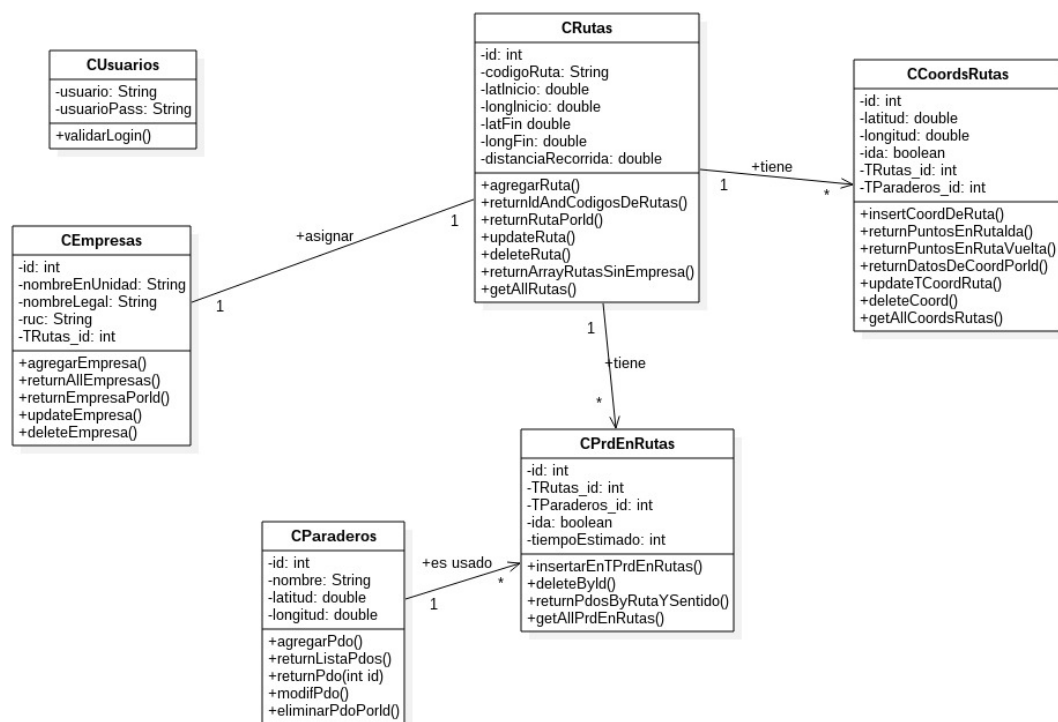 CUsuarios
-usuario: String
-usuarioPass: String
+validarLogin()
CRutas
-id: int
-codigoRuta: String
-latInicio: double
-longInicio: double
-latFin double
-longFin: double
-distanciaRecorrida: double
+agregarRuta()
+returnIdAndCodigosDeRutas()
+returnRutaPorId()
+updateRuta()
+deleteRuta()
+returnArrayRutasSinEmpresa()
+getAllRutas()
CCoordsRutas
-id: int
-latitud: double
-longitud: double
-ida: boolean
-TRutas_id: int
-TParaderos_id: int
+insertCoordDeRuta()
+returnPuntosEnRutaIda()
+returnPuntosEnRutaVuelta()
+returnDatosDeCoordPorId()
+updateTCoordRuta()
+deleteCoord()
+getAllCoordsRutas()
+tiene
1
*
+asignar
1
1
CEmpresas
-id: int
-nombreEnUnidad: String
-nombreLegal: String
-ruc: String
-TRutas_id: int
+agregarEmpresa()
+returnAllEmpresas()
+returnEmpresaPorId()
+updateEmpresa()
+deleteEmpresa()
1
+tiene
*
CPrdEnRutas
-id: int
-TRutas_id: int
-TParaderos_id: int
-ida: boolean
-tiempoEstimado: int
+insertarEnTPrdEnRutas()
+deleteById()
+returnPdosByRutaYSentido()
+getAllPrdEnRutas()
+es usado
1
*
CParaderos
-id: int
-nombre: String
-latitud: double
-longitud: double
+agregarPdo()
+returnListaPdos()
+returnPdo(int id)
+modifPdo()
+eliminarPdoPorId()